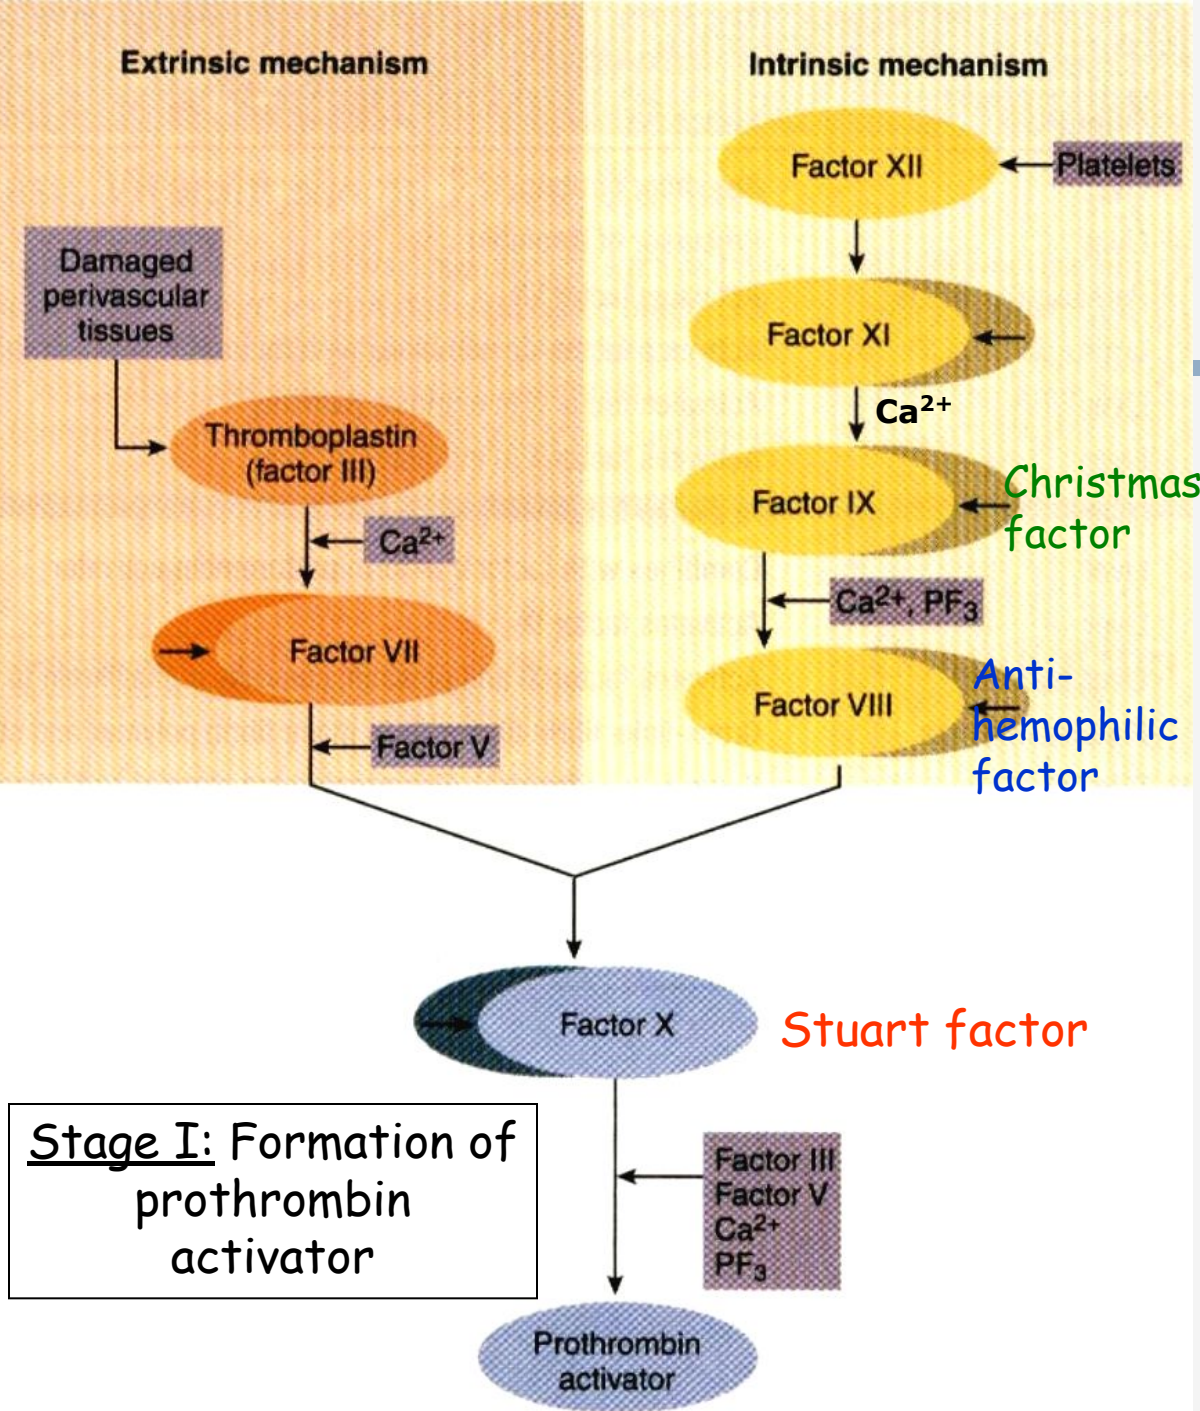 Extrinsic mechanism
Intrinsic mechanism
Factor XII
Platelets
Damaged
perivascular
tissues
Factor XI
Ca²⁺
Thromboplastin
(factor III)
Factor IX
Christmas
factor
Ca²⁺
Ca²⁺, PF₃
Factor VII
Factor VIII
Anti-
hemophilic
factor
Factor V
Factor X
Stuart factor
Stage I: Formation of
prothrombin
activator
Factor III
Factor V
Ca²⁺
PF₃
Prothrombin
activator